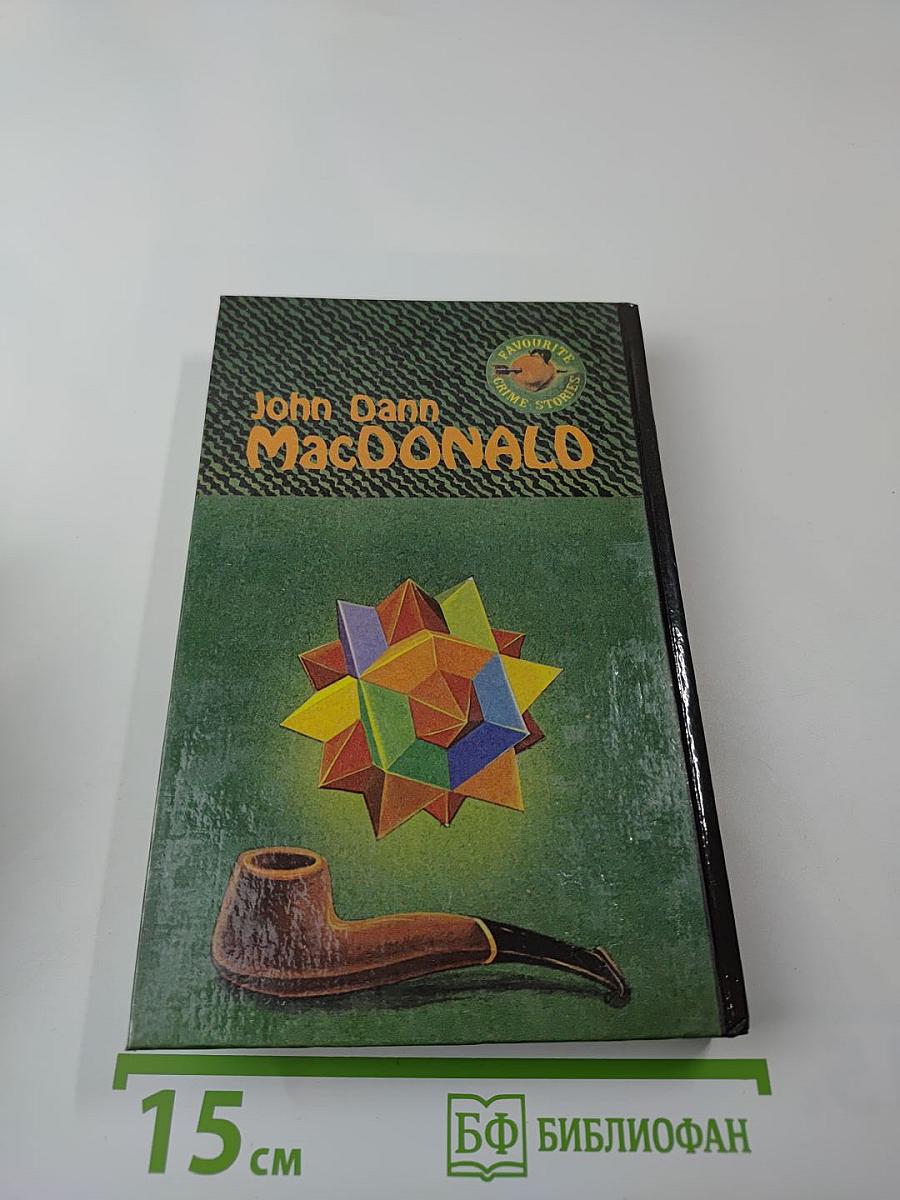 FAVOURITE
CRIME STORIES
John Dann
MacDONALD
15 см
БФ БИБЛИОФАН